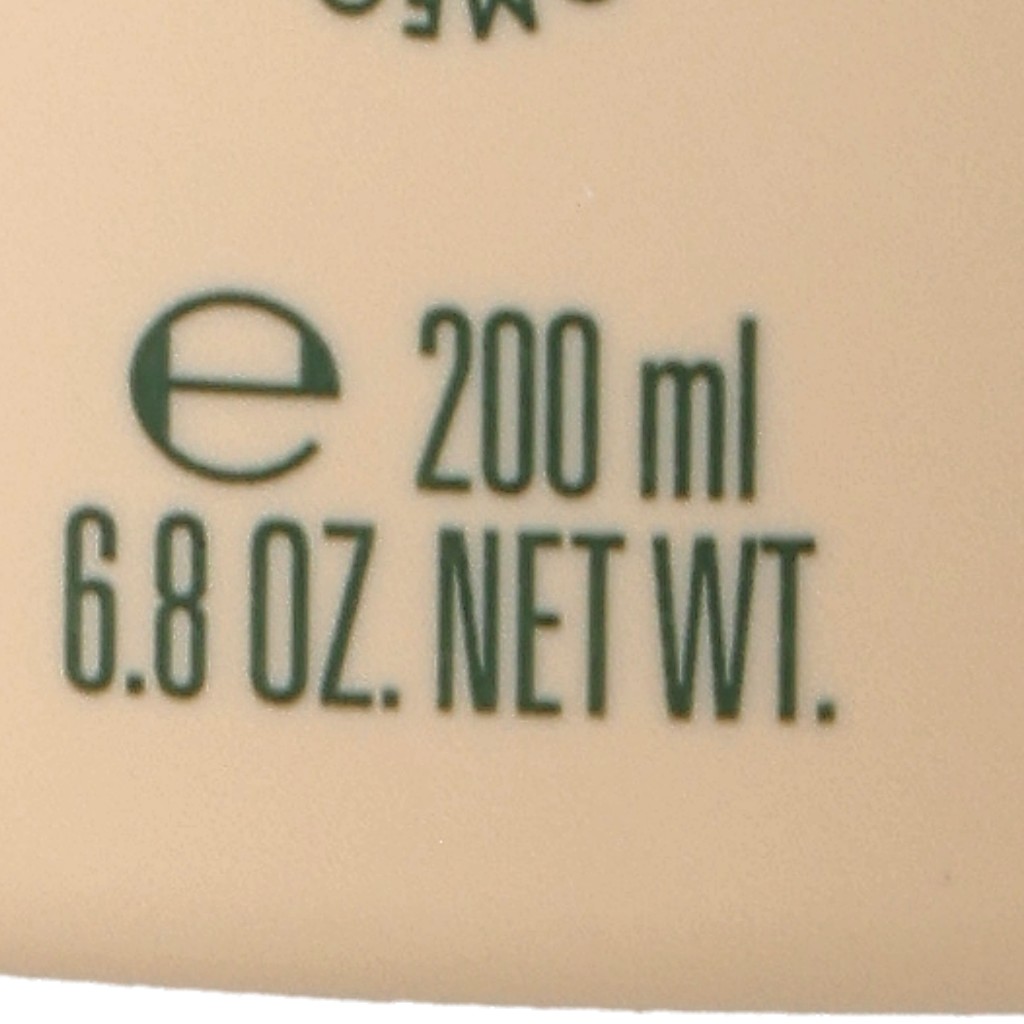 ℮ 200 ml
6.8 OZ. NET WT.